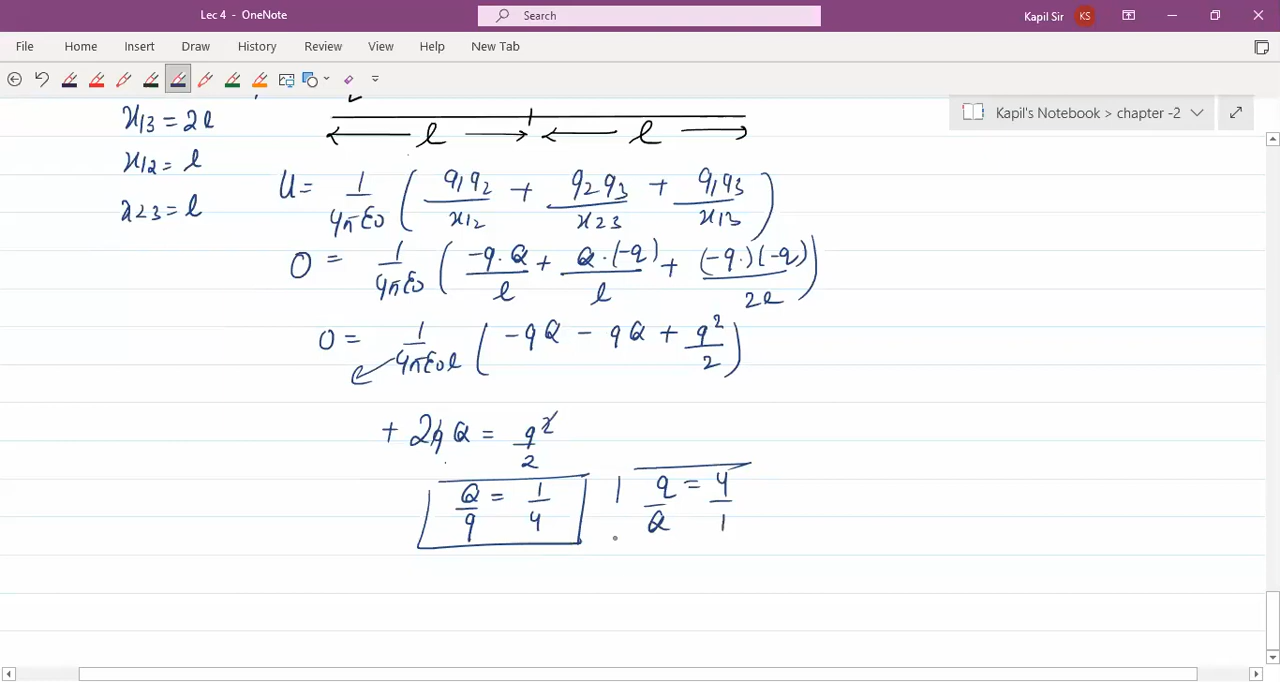 Lec 4 - OneNote
Search
Kapil Sir KS
File Home Insert Draw History Review View Help New Tab
Kapil's Notebook > chapter -2
x13 = 2l
l l
x12 = l
x23 = l
U = 1/4πε0 ( q1q2/x12 + q2q3/x23 + q1q3/x13 )
0 = 1/4πε0 ( -q.Q/l + Q.(-q)/l + (-q.)(-q)/2l )
0 = 1/4πε0l ( -qQ - qQ + q²/2 )
+ 2qQ = q²/2
Q/q = 1/4 | q/Q = 4/1